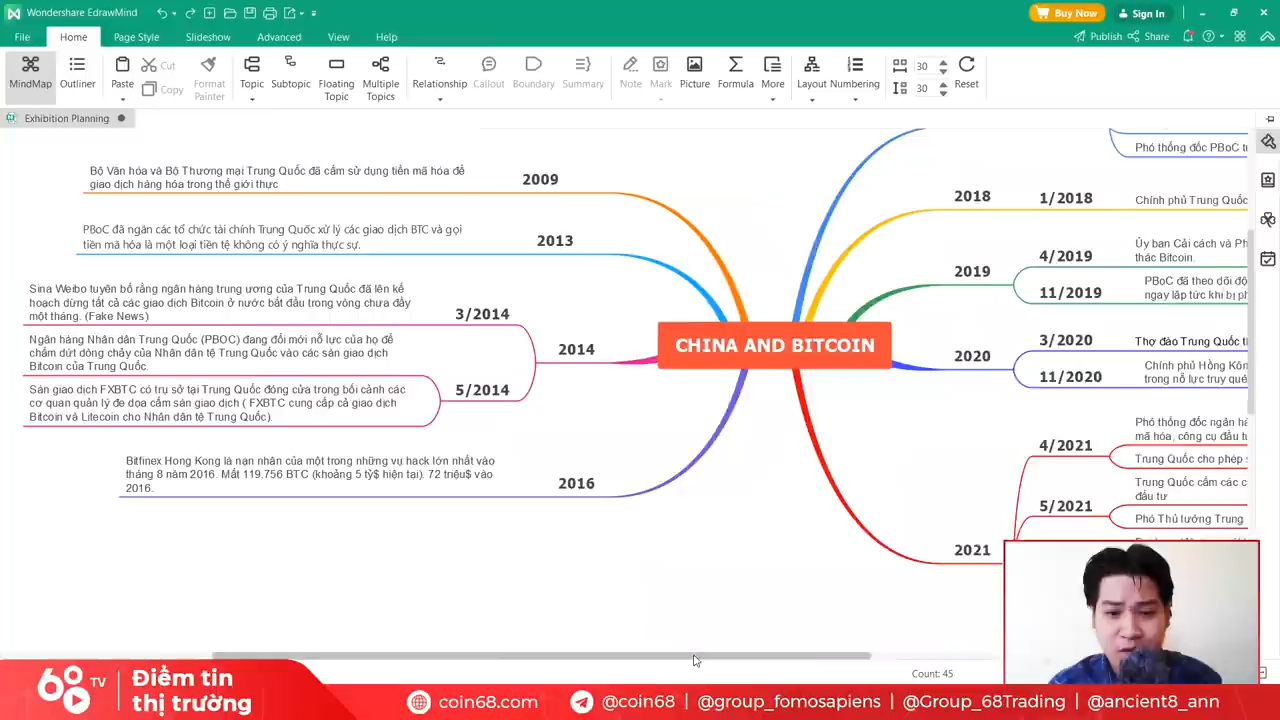 Wondershare EdrawMind
Buy Now
Sign In
File
Home
Page Style
Slideshow
Advanced
View
Help
Publish
Share
MindMap
Outliner
Paste
Cut
Copy
Format
Painter
Topic
Subtopic
Floating
Topic
Multiple
Topics
Relationship
Callout
Boundary
Summary
Note
Mark
Picture
Formula
More
Layout
Numbering
30
30
Reset
Exhibition Planning
Bộ Văn hóa và Bộ Thương mại Trung Quốc đã cấm sử dụng tiền mã hóa để
giao dịch hàng hóa trong thế giới thực
2009
PBoC đã ngăn các tổ chức tài chính Trung Quốc xử lý các giao dịch BTC và gọi
tiền mã hóa là một loại tiền tệ không có ý nghĩa thực sự.
2013
Sina Weibo tuyên bố rằng ngân hàng trung ương của Trung Quốc đã lên kế
hoạch dừng tất cả các giao dịch Bitcoin ở nước bắt đầu trong vòng chưa đầy
một tháng. (Fake News)
3/2014
Ngân hàng Nhân dân Trung Quốc (PBOC) đang đổi mới nỗ lực của họ để
chấm dứt dòng chảy của Nhân dân tệ Trung Quốc vào các sàn giao dịch
Bitcoin của Trung Quốc.
2014
5/2014
Sàn giao dịch FXBTC có trụ sở tại Trung Quốc đóng cửa trong bối cảnh các
cơ quan quản lý đe dọa cấm sàn giao dịch ( FXBTC cung cấp cả giao dịch
Bitcoin và Litecoin cho Nhân dân tệ Trung Quốc).
Bitfinex Hong Kong là nạn nhân của một trong những vụ hack lớn nhất vào
tháng 8 năm 2016. Mất 119.756 BTC (khoảng 5 tỷ$ hiện tại). 72 triệu$ vào
2016.
2016
CHINA AND BITCOIN
Phó thống đốc PBoC
2018
1/2018
Chính phủ Trung Quốc
2019
4/2019
Ủy ban Cải cách và
thác Bitcoin.
11/2019
PBoC đã theo dõi
ngay lập tức khi bị
2020
3/2020
Thợ đào Trung Quốc
11/2020
Chính phủ Hồng
trong nỗ lực truy
2021
4/2021
Phó thống đốc ngân
mã hóa, công cụ đầu
Trung Quốc cho phép
5/2021
Trung Quốc cấm các
đầu tư
Phó Thủ tướng Trung
Count: 45
68 TV
Điểm tin
thị trường
coin68.com
@coin68 | @group_fomosapiens | @Group_68Trading | @ancient8_ann